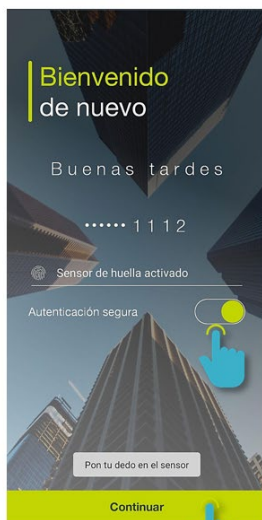 Bienvenido
de nuevo
Buenas tardes
······ 1112
Sensor de huella activado
Autenticación segura
Pon tu dedo en el sensor
Continuar